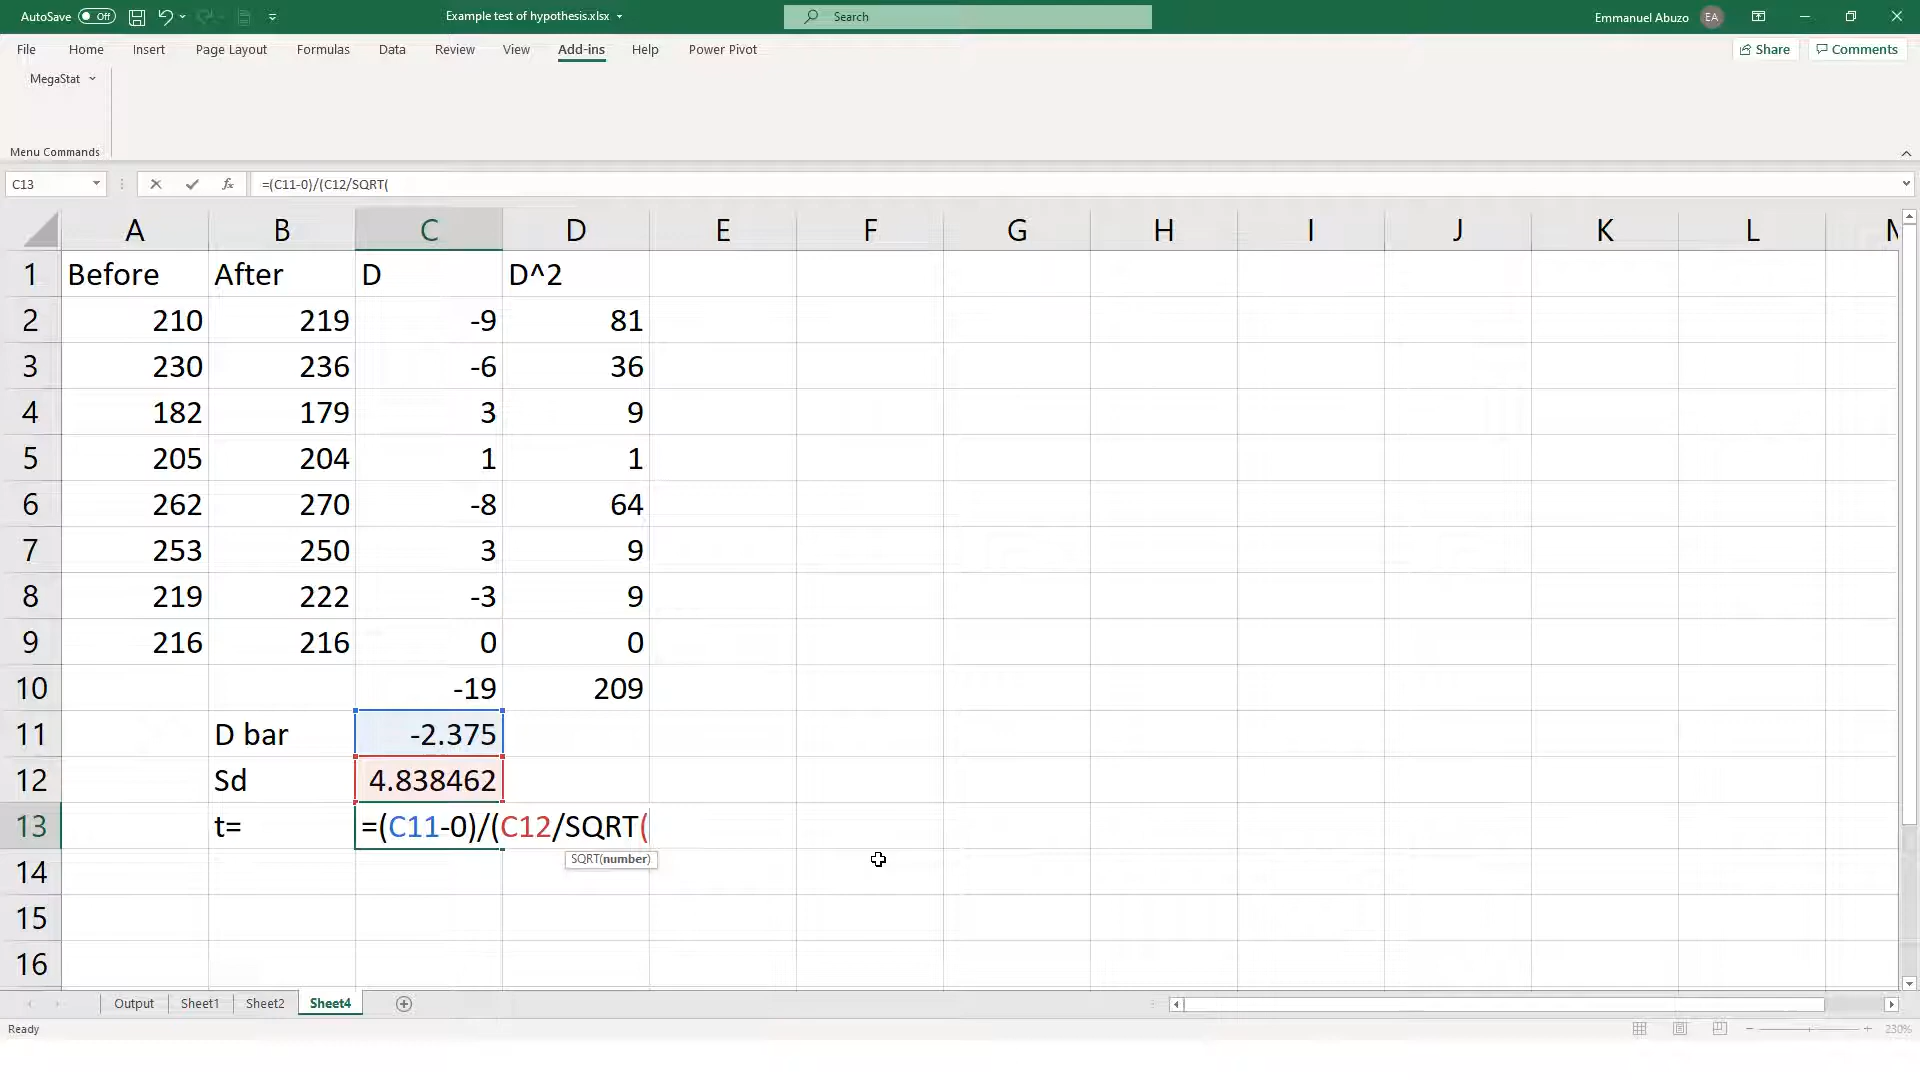 AutoSave Off Example test of hypothesis.xlsx Search Emmanuel Abuzo EA
File Home Insert Page Layout Formulas Data Review View Add-ins Help Power Pivot Share Comments
MegaStat
Menu Commands
C13 fx =(C11-0)/(C12/SQRT(
A B C D E F G H I J K L M
1 Before After D D^2
2 210 219 -9 81
3 230 236 -6 36
4 182 179 3 9
5 205 204 1 1
6 262 270 -8 64
7 253 250 3 9
8 219 222 -3 9
9 216 216 0 0
10 -19 209
11 D bar -2.375
12 Sd 4.838462
13 t= =(C11-0)/(C12/SQRT(
SQRT(number)
14
15
16
Output Sheet1 Sheet2 Sheet4
Ready 230%